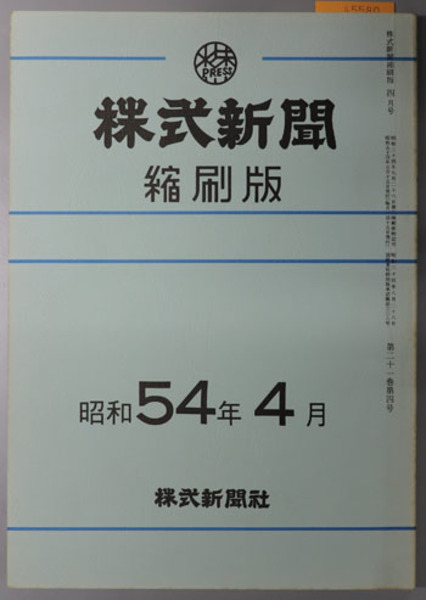 株
PRESS
株式新聞
縮刷版
昭和54年4月
株式新聞社
株式新聞縮刷版 四月号
第二十一巻第四号